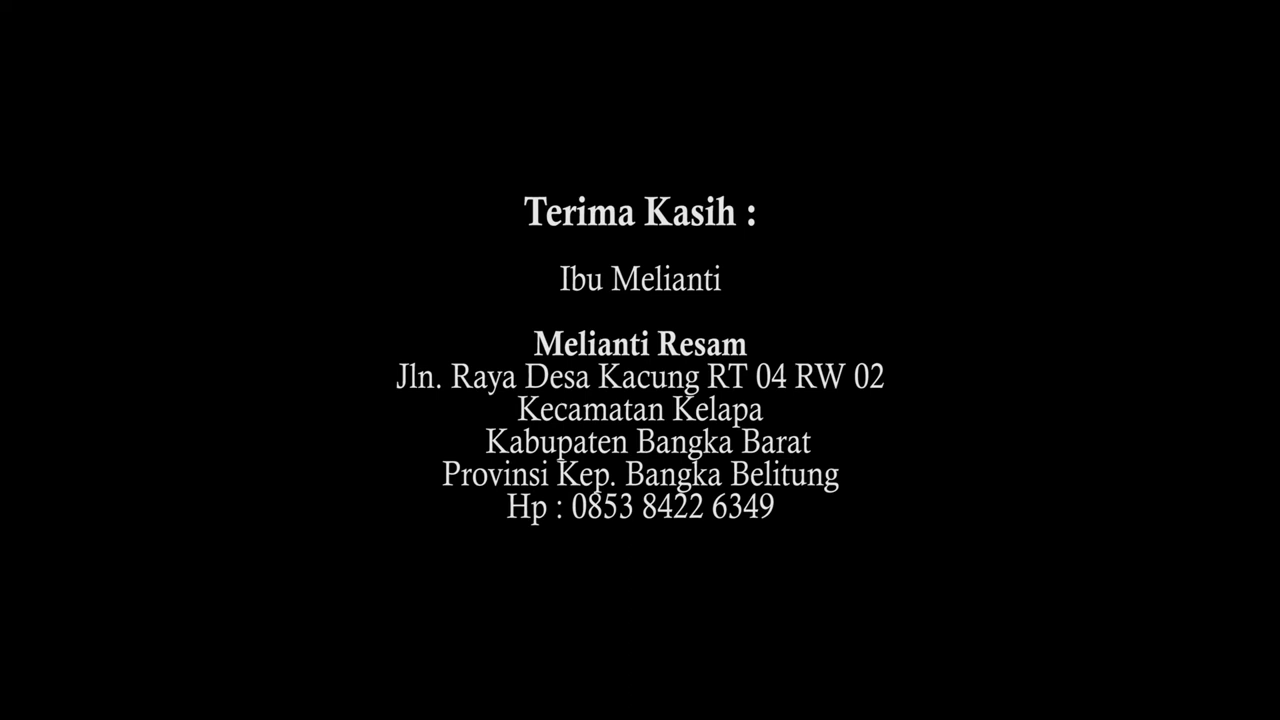 Terima Kasih :
Ibu Melianti
Melianti Resam
Jln. Raya Desa Kacung RT 04 RW 02
Kecamatan Kelapa
Kabupaten Bangka Barat
Provinsi Kep. Bangka Belitung
Hp : 0853 8422 6349